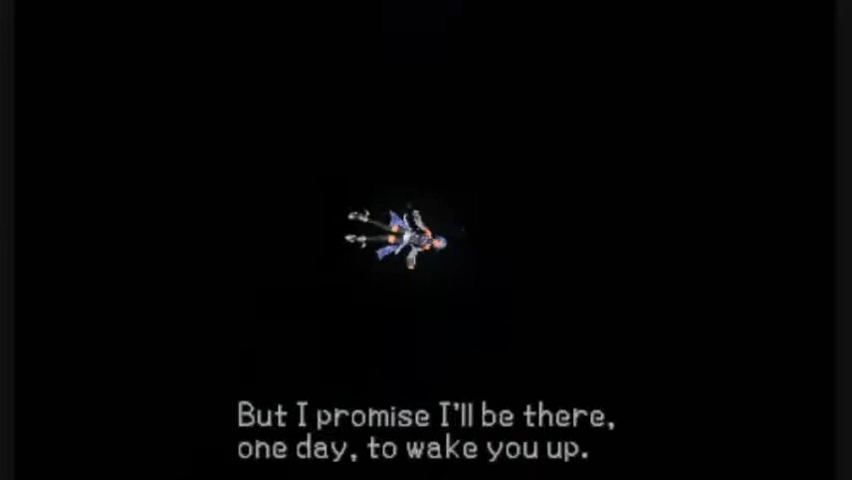 But I promise I'll be there,
one day, to wake you up.